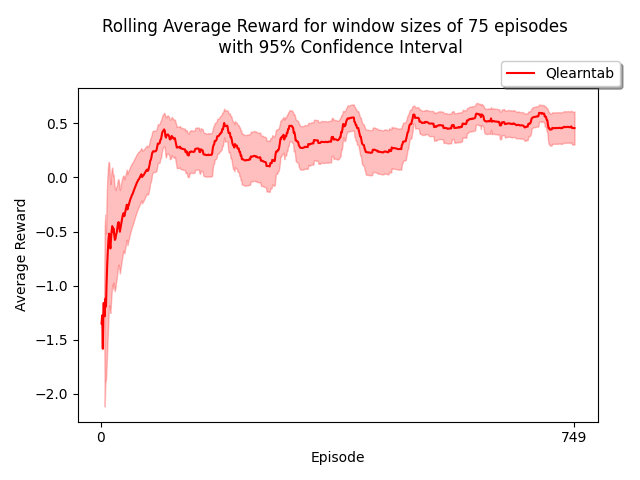 Rolling Average Reward for window sizes of 75 episodes
with 95% Confidence Interval
Qlearntab
0.5
0.0
−0.5
−1.0
−1.5
−2.0
Average Reward
0
749
Episode